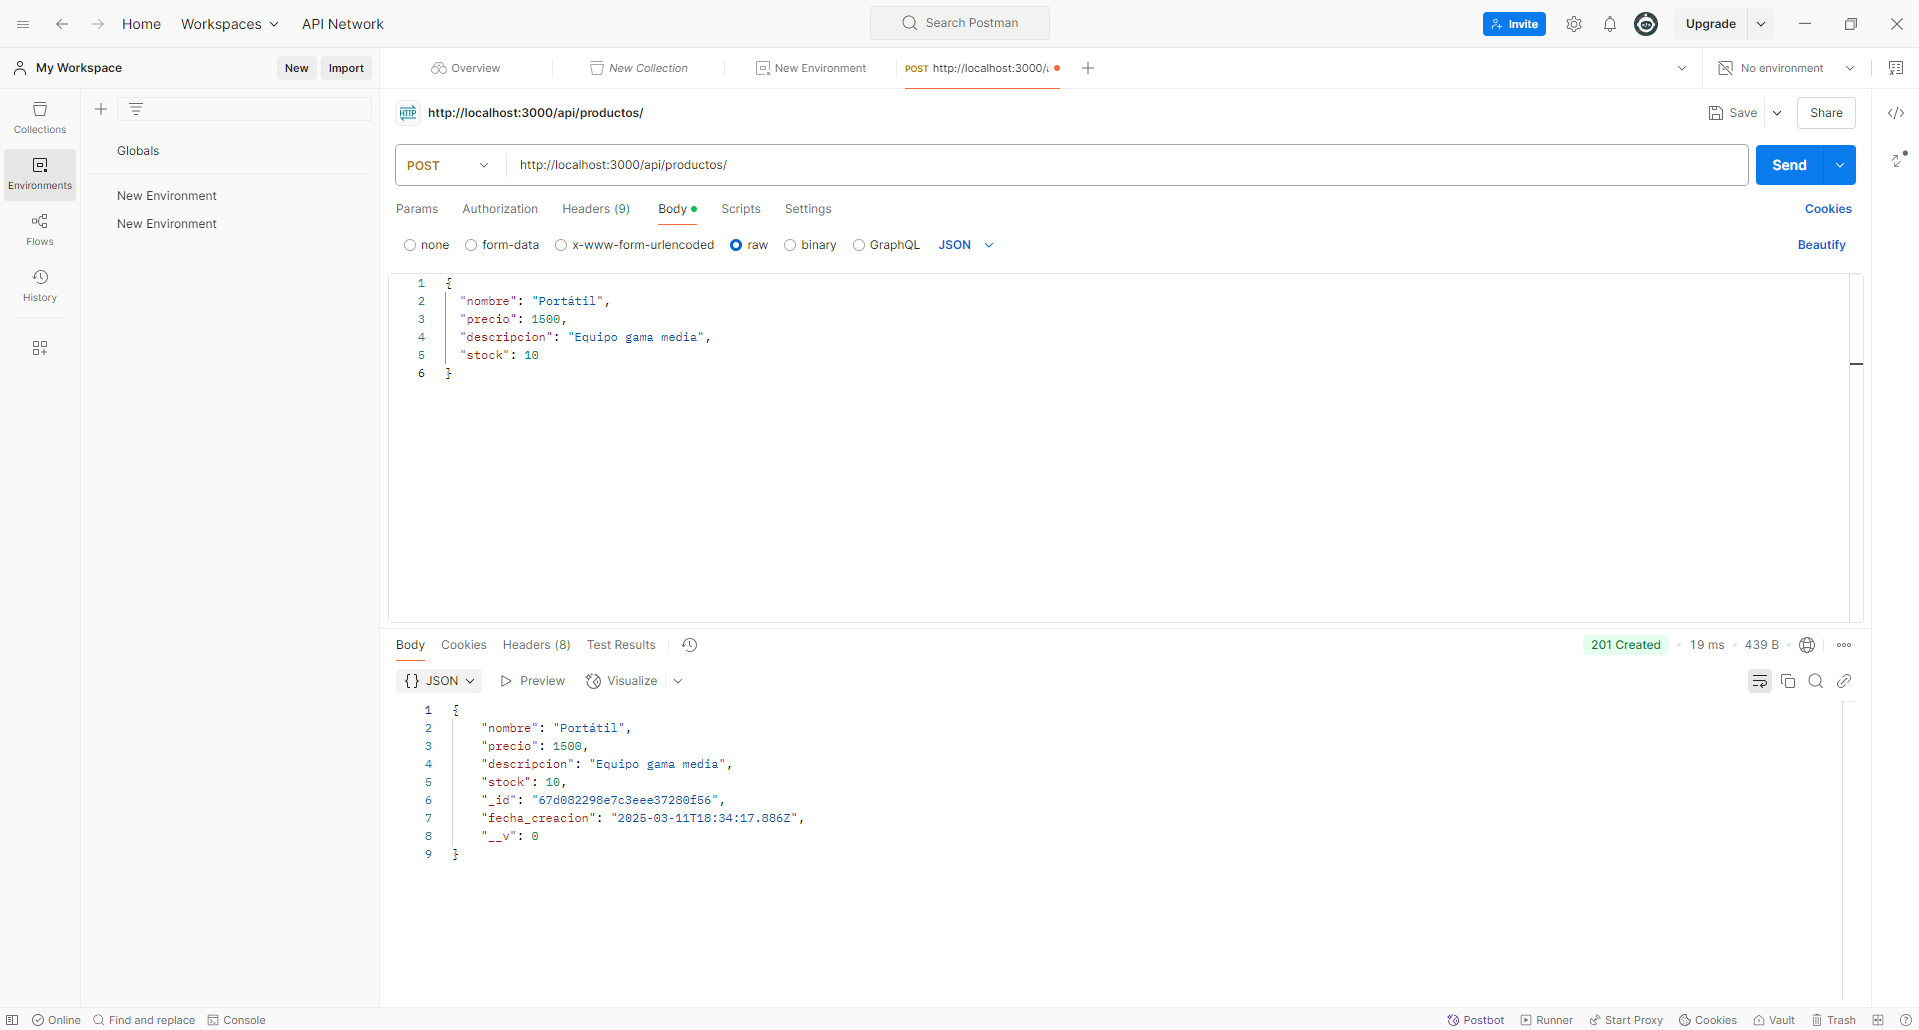 Home Workspaces API Network Search Postman Invite Upgrade
My Workspace New Import Overview New Collection New Environment POST http://localhost:3000/a No environment
Collections
Environments
Flows
History
Globals
New Environment
New Environment
HTTP http://localhost:3000/api/productos/ Save Share
POST http://localhost:3000/api/productos/ Send
Params Authorization Headers (9) Body Scripts Settings Cookies
none form-data x-www-form-urlencoded raw binary GraphQL JSON Beautify
1 {
2 "nombre": "Portátil",
3 "precio": 1500,
4 "descripcion": "Equipo gama media",
5 "stock": 10
6 }
Body Cookies Headers (8) Test Results 201 Created 19 ms 439 B
{} JSON Preview Visualize
1 {
2 "nombre": "Portátil",
3 "precio": 1500,
4 "descripcion": "Equipo gama media",
5 "stock": 10,
6 "_id": "67d082298e7c3eee37280f56",
7 "fecha_creacion": "2025-03-11T18:34:17.886Z",
8 "__v": 0
9 }
Online Find and replace Console Postbot Runner Start Proxy Cookies Vault Trash